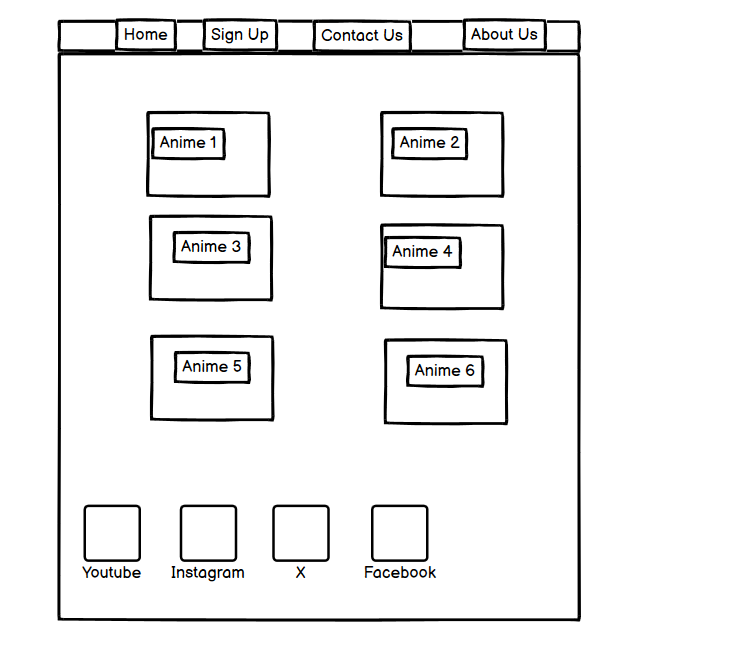 Home Sign Up Contact Us About Us
Anime 1 Anime 2
Anime 3 Anime 4
Anime 5 Anime 6
Youtube Instagram X Facebook